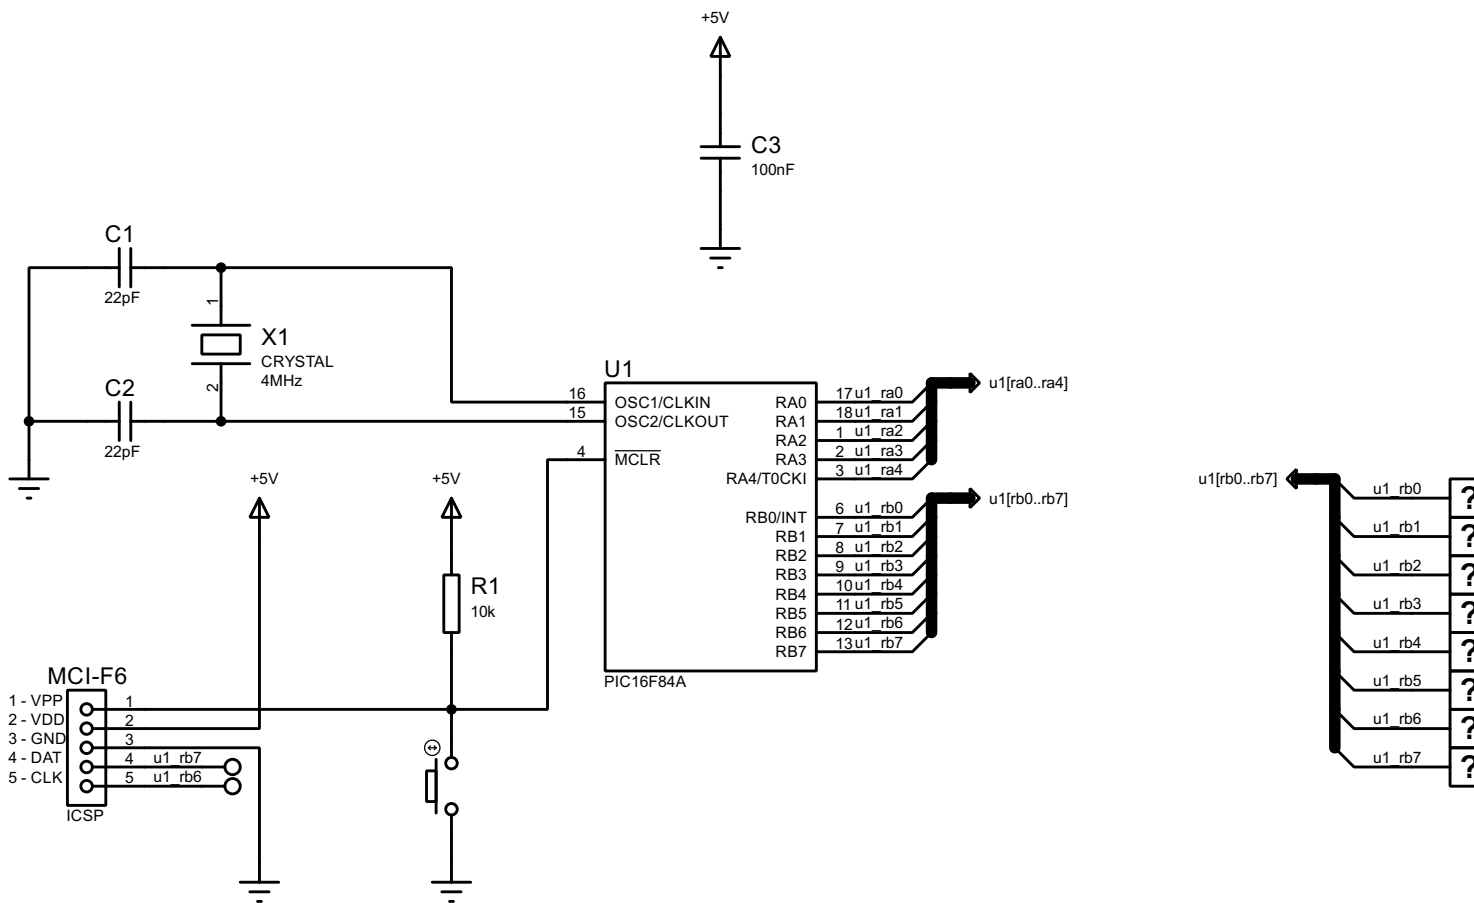 +5V
C3
100nF
C1
22pF
1
X1
CRYSTAL
4MHz
2
C2
22pF
U1
16
OSC1/CLKIN
15
OSC2/CLKOUT
4
MCLR
RA0
17 u1_ra0
RA1
18 u1_ra1
RA2
1 u1_ra2
RA3
2 u1_ra3
RA4/T0CKI
3 u1_ra4
u1[ra0..ra4]
RB0/INT
6 u1_rb0
RB1
7 u1_rb1
RB2
8 u1_rb2
RB3
9 u1_rb3
RB4
10 u1_rb4
RB5
11 u1_rb5
RB6
12 u1_rb6
RB7
13 u1_rb7
u1[rb0..rb7]
PIC16F84A
+5V
+5V
R1
10k
MCI-F6
1 - VPP
1
2 - VDD
2
3 - GND
3
4 - DAT
4 u1_rb7
5 - CLK
5 u1_rb6
ICSP
u1[rb0..rb7]
u1_rb0 ?
u1_rb1 ?
u1_rb2 ?
u1_rb3 ?
u1_rb4 ?
u1_rb5 ?
u1_rb6 ?
u1_rb7 ?